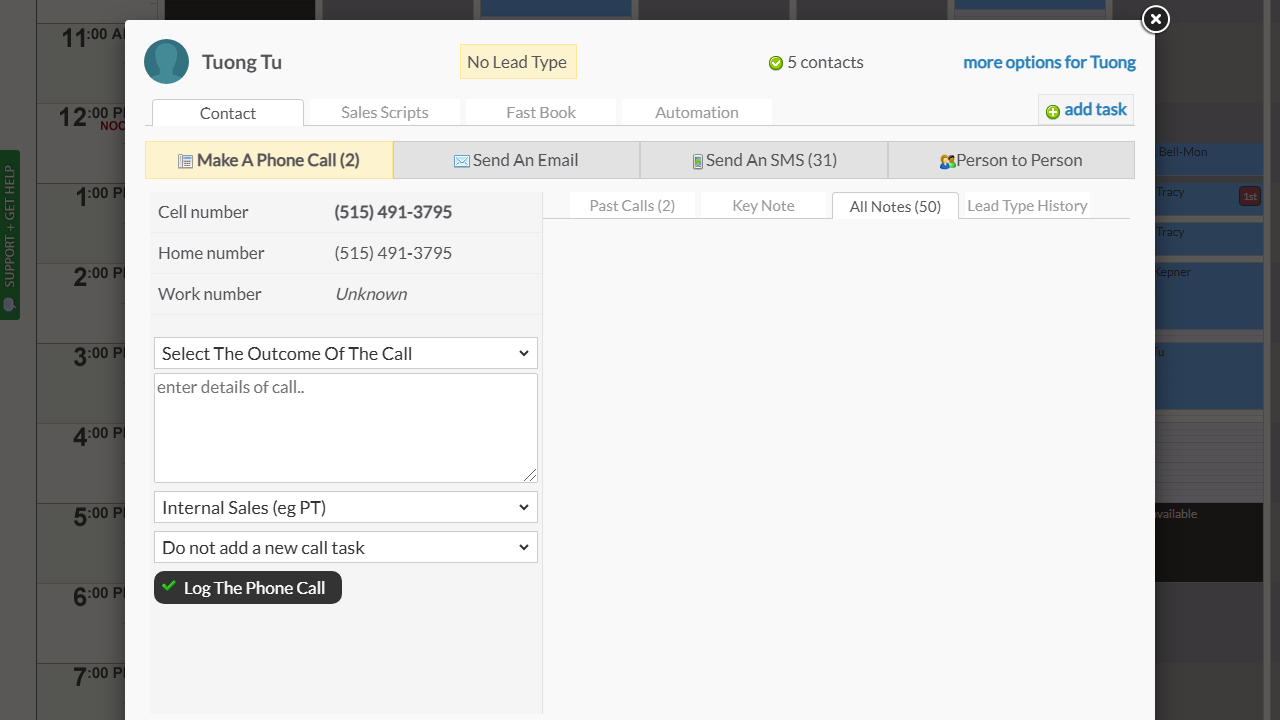 11:00 A
Tuong Tu
No Lead Type
5 contacts
more options for Tuong
Contact
Sales Scripts
Fast Book
Automation
add task
12:00 P
NOO
Make A Phone Call (2)
Send An Email
Send An SMS (31)
Person to Person
Bell-Mon
SUPPORT + GET HELP
1:00 P
Cell number
(515) 491-3795
Past Calls (2)
Key Note
All Notes (50)
Lead Type History
Tracy
1st
Home number
(515) 491-3795
Tracy
2:00 P
Work number
Unknown
Kepner
3:00 P
Select The Outcome Of The Call
enter details of call..
4:00 P
5:00 P
Internal Sales (eg PT)
available
Do not add a new call task
6:00 P
Log The Phone Call
7:00 P